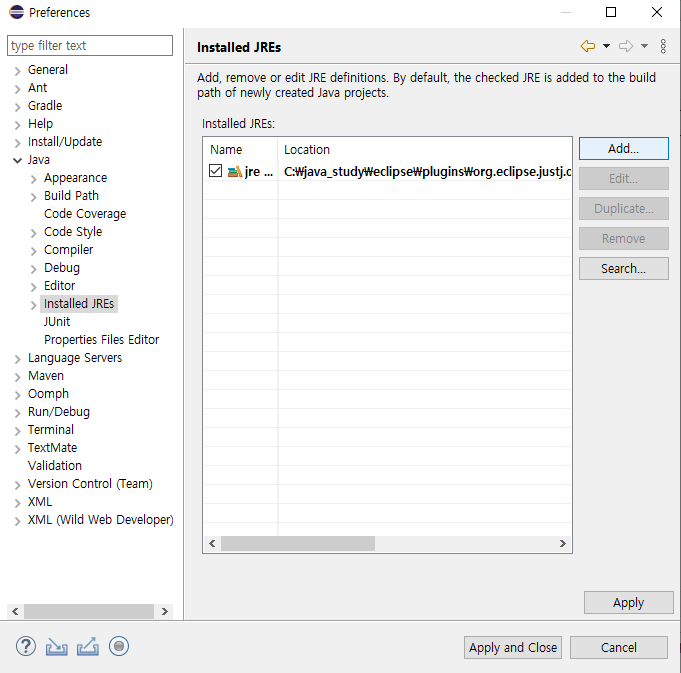 Preferences
type filter text
General
Ant
Gradle
Help
Install/Update
Java
Appearance
Build Path
Code Coverage
Code Style
Compiler
Debug
Editor
Installed JREs
JUnit
Properties Files Editor
Language Servers
Maven
Oomph
Run/Debug
Terminal
TextMate
Validation
Version Control (Team)
XML
XML (Wild Web Developer)
Installed JREs
Add, remove or edit JRE definitions. By default, the checked JRE is added to the build
path of newly created Java projects.
Installed JREs:
Name Location
jre ... C:₩java_study₩eclipse₩plugins₩org.eclipse.justj.o
Add...
Edit...
Duplicate...
Remove
Search...
Apply
Apply and Close Cancel